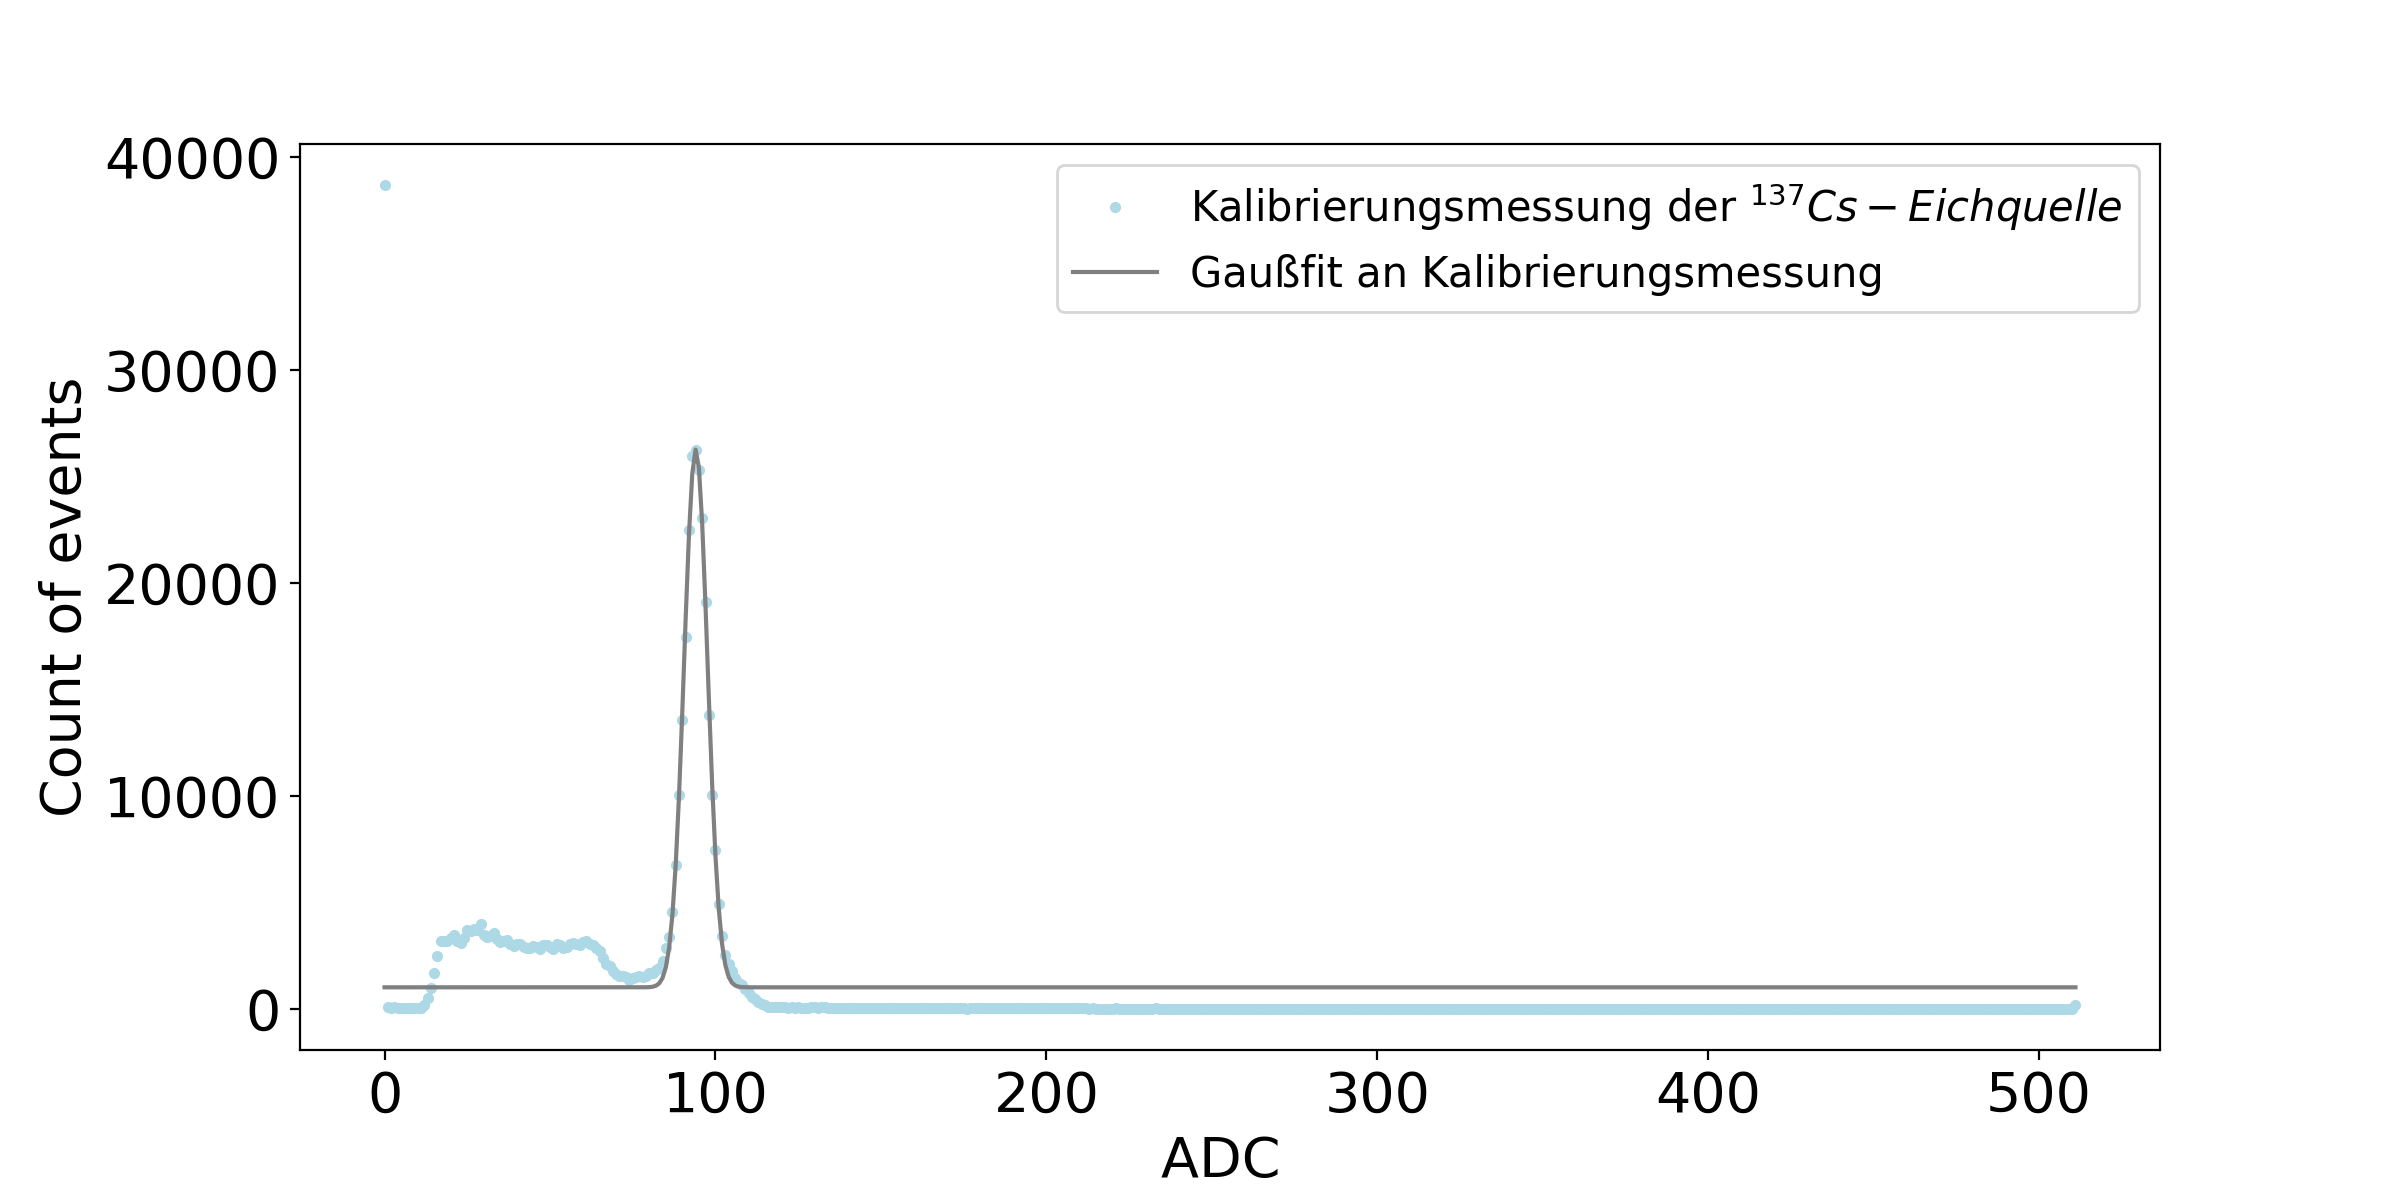 40000
30000
20000
10000
0
Count of events
Kalibrierungsmessung der ¹³⁷Cs − Eichquelle
Gaußfit an Kalibrierungsmessung
0 100 200 300 400 500
ADC